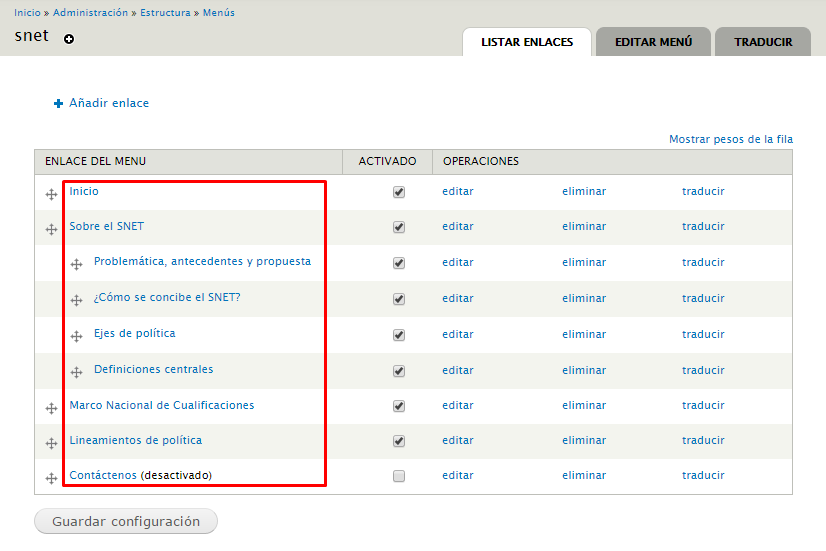 Inicio » Administración » Estructura » Menús
snet
LISTAR ENLACES EDITAR MENÚ TRADUCIR
Añadir enlace
Mostrar pesos de la fila
ENLACE DEL MENU ACTIVADO OPERACIONES
Inicio editar eliminar traducir
Sobre el SNET editar eliminar traducir
Problemática, antecedentes y propuesta editar eliminar traducir
¿Cómo se concibe el SNET? editar eliminar traducir
Ejes de política editar eliminar traducir
Definiciones centrales editar eliminar traducir
Marco Nacional de Cualificaciones editar eliminar traducir
Lineamientos de política editar eliminar traducir
Contáctenos (desactivado) editar eliminar traducir
Guardar configuración